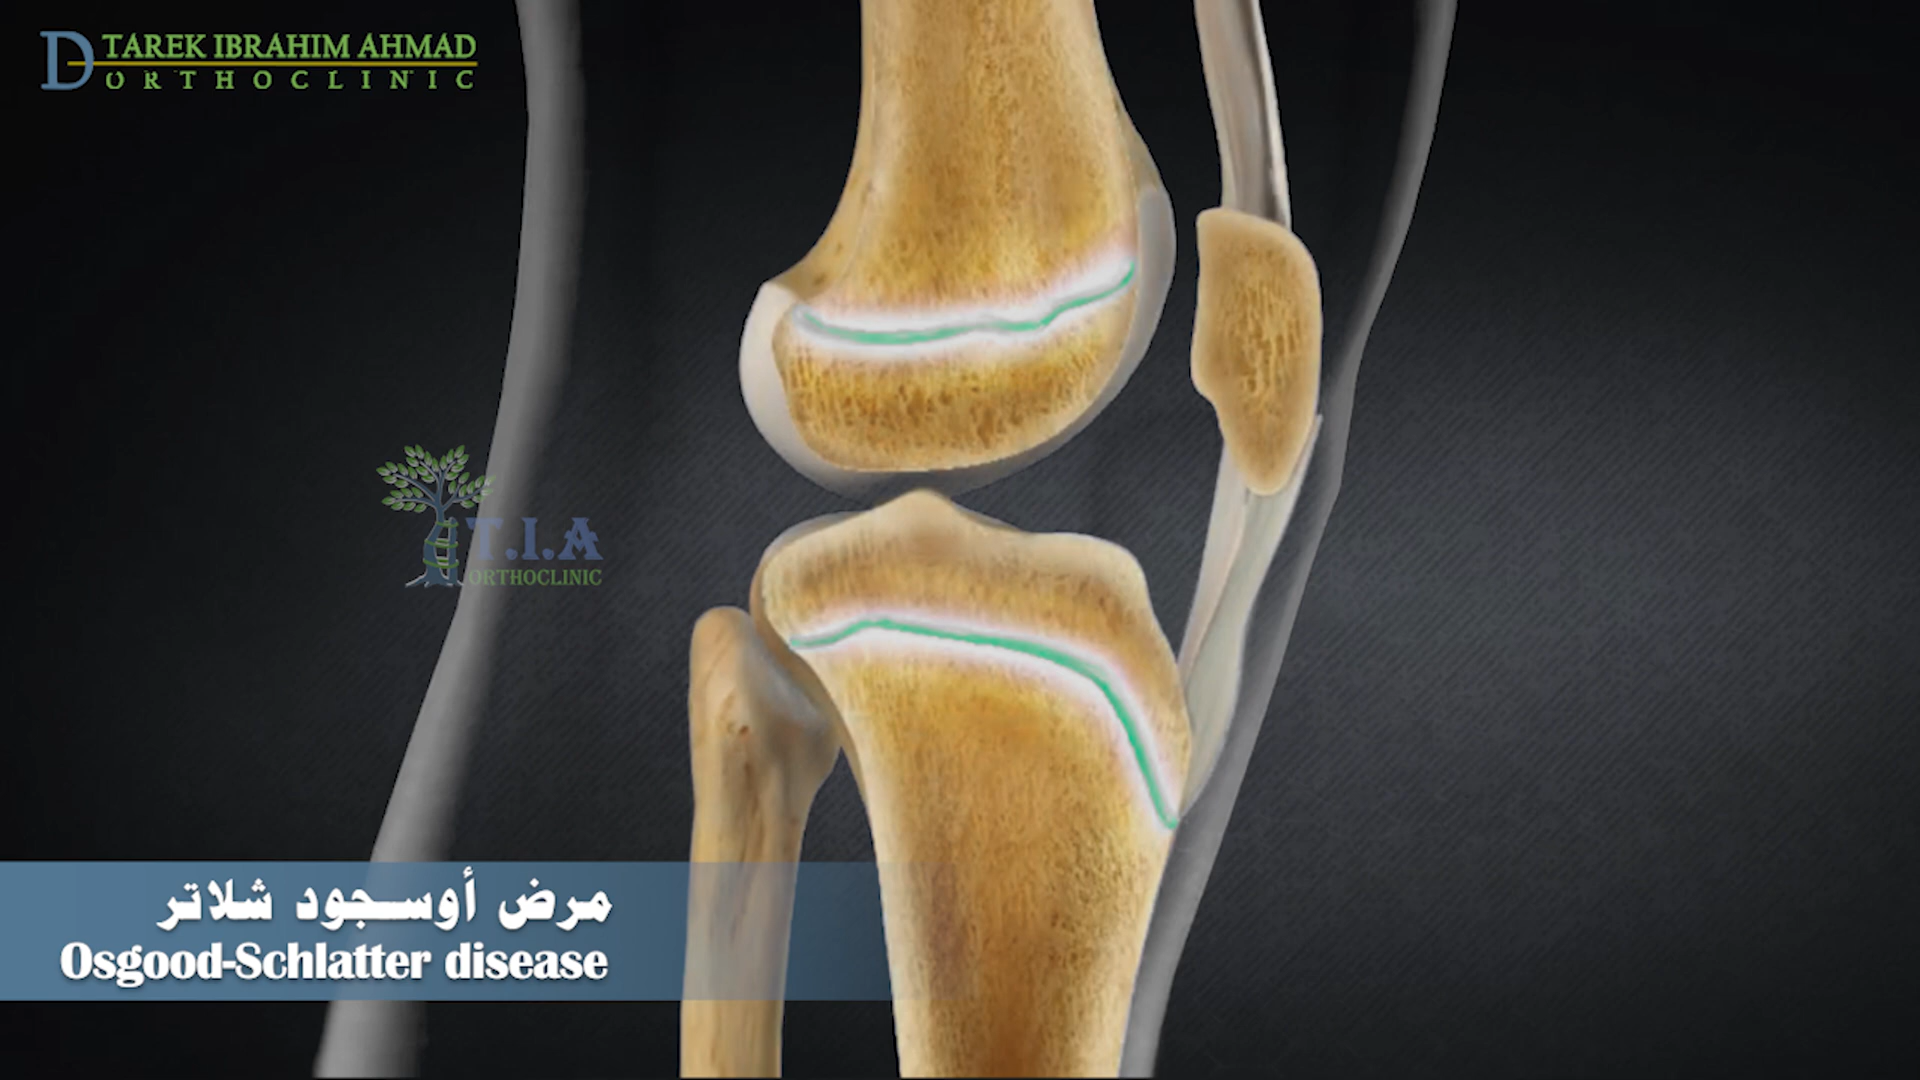 D TAREK IBRAHIM AHMAD
ORTHOCLINIC
T.I.A
ORTHOCLINIC
مرض أوسجود شلاتر
Osgood-Schlatter disease